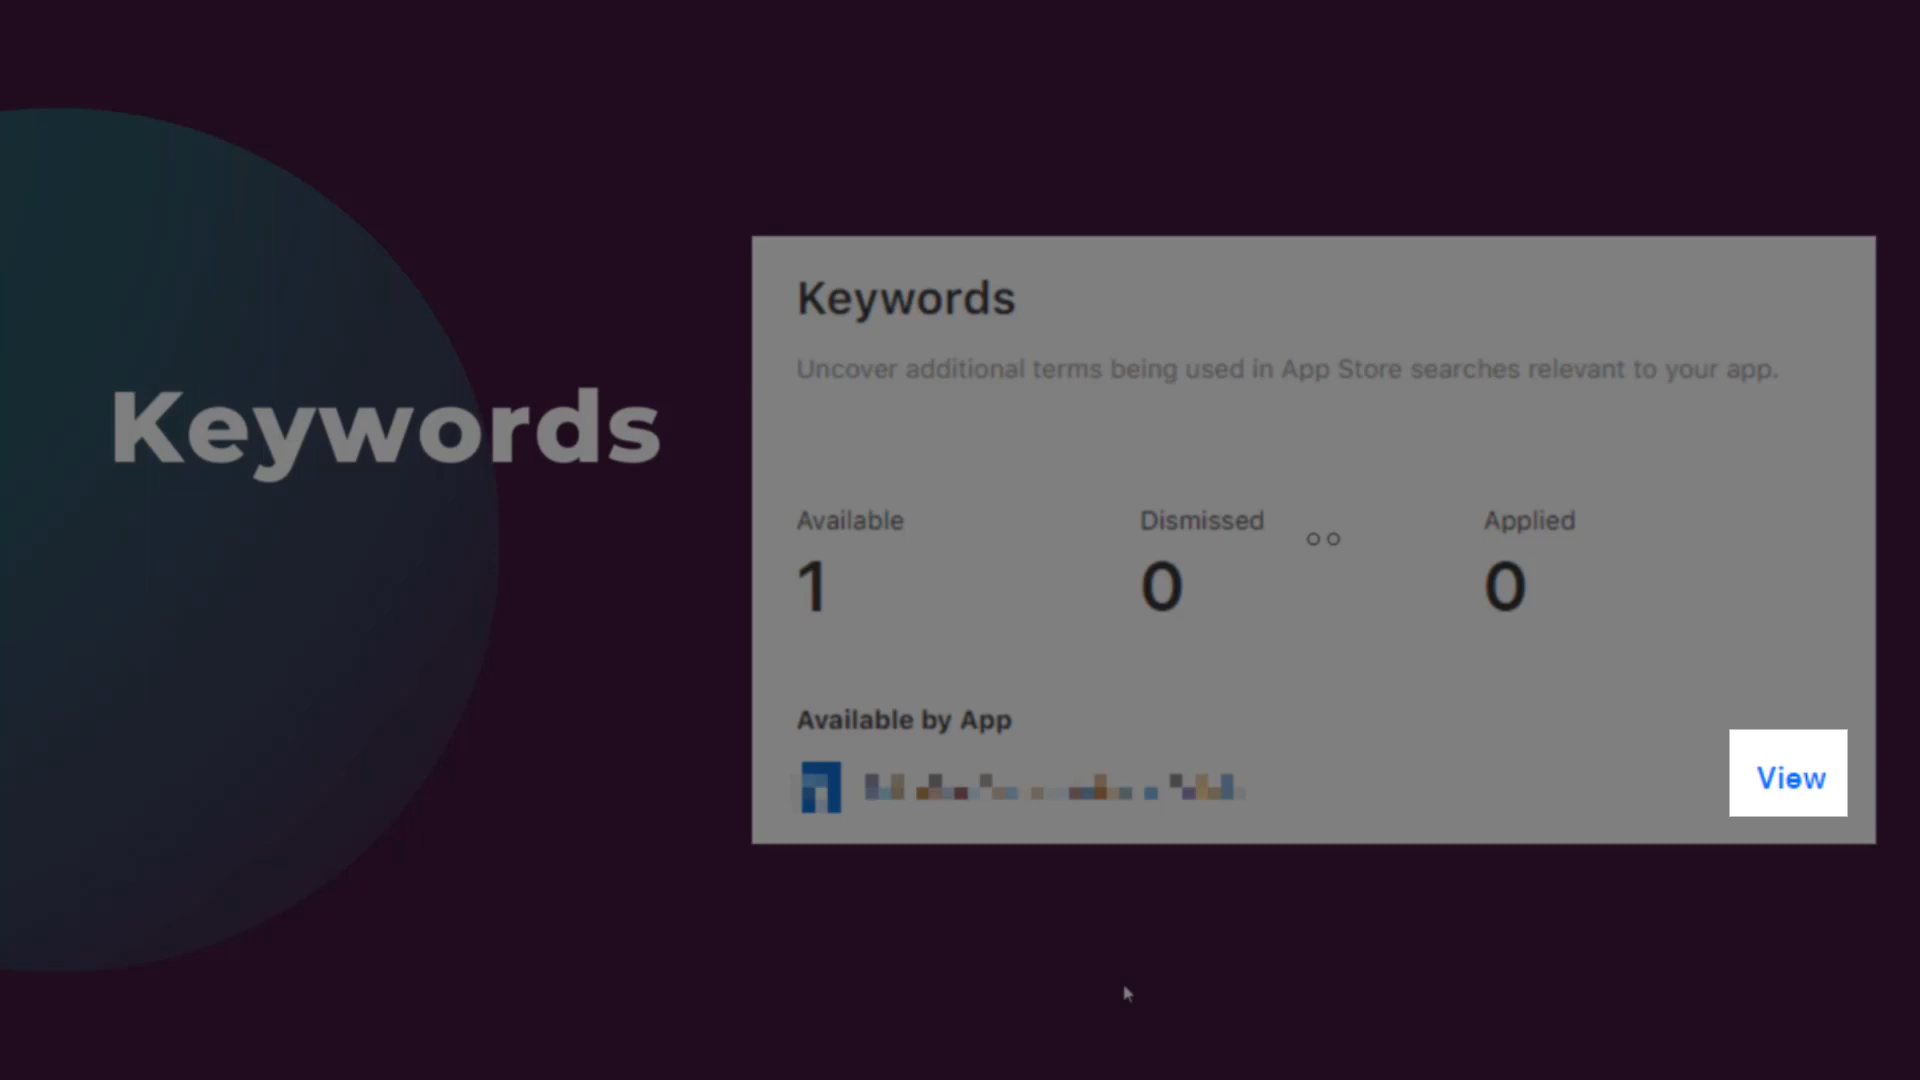 Keywords
Keywords
Uncover additional terms being used in App Store searches relevant to your app.
Available
Dismissed
Applied
1
0
0
Available by App
View